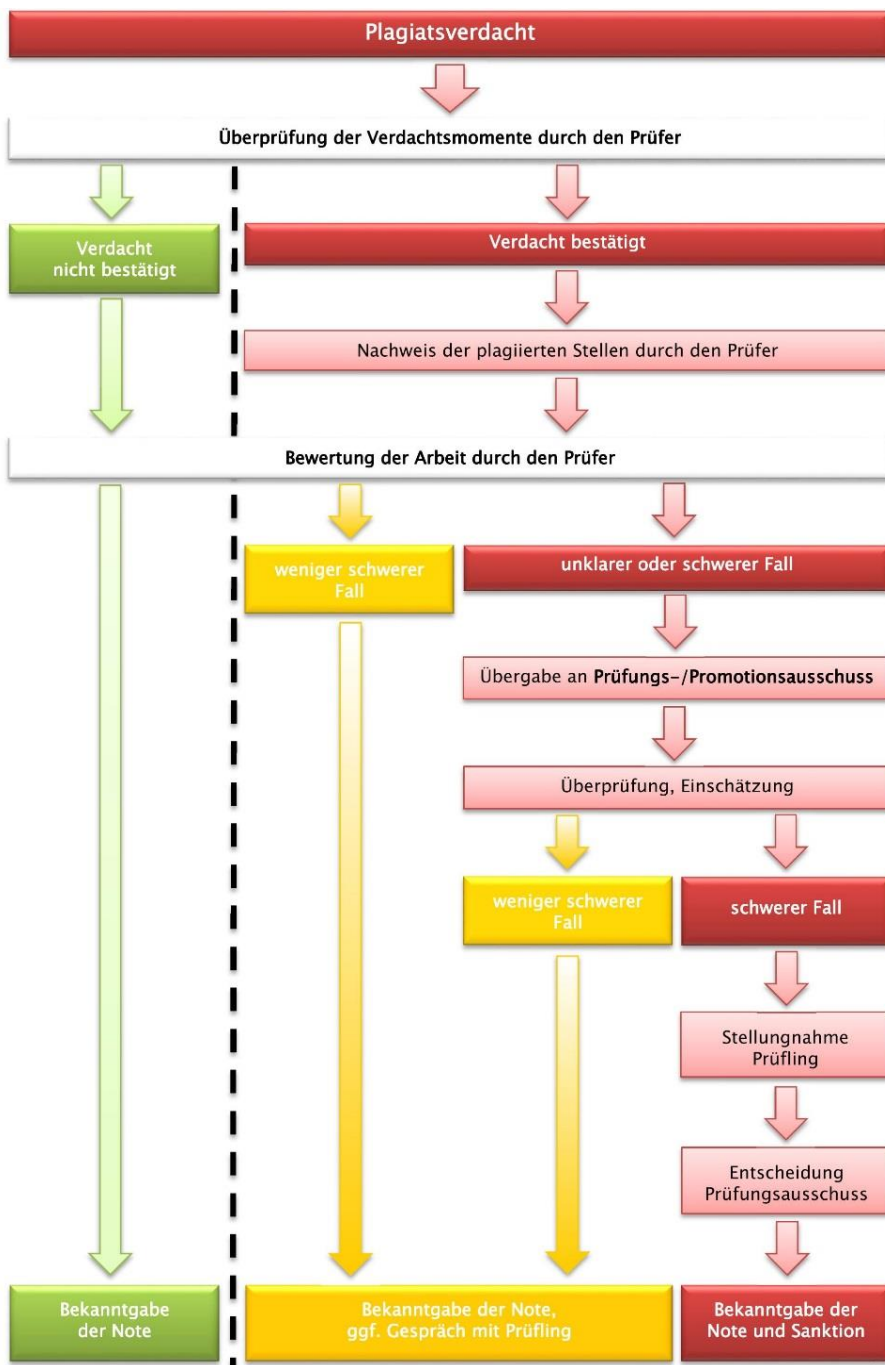 Plagiatsverdacht
Überprüfung der Verdachtsmomente durch den Prüfer
Verdacht
nicht bestätigt
Verdacht bestätigt
Nachweis der plagiierten Stellen durch den Prüfer
Bewertung der Arbeit durch den Prüfer
weniger schwerer
Fall
unklarer oder schwerer Fall
Übergabe an Prüfungs-/Promotionsausschuss
Überprüfung, Einschätzung
weniger schwerer
Fall
schwerer Fall
Stellungnahme
Prüfling
Entscheidung
Prüfungsausschuss
Bekanntgabe
der Note
Bekanntgabe der Note,
ggf. Gespräch mit Prüfling
Bekanntgabe der
Note und Sanktion